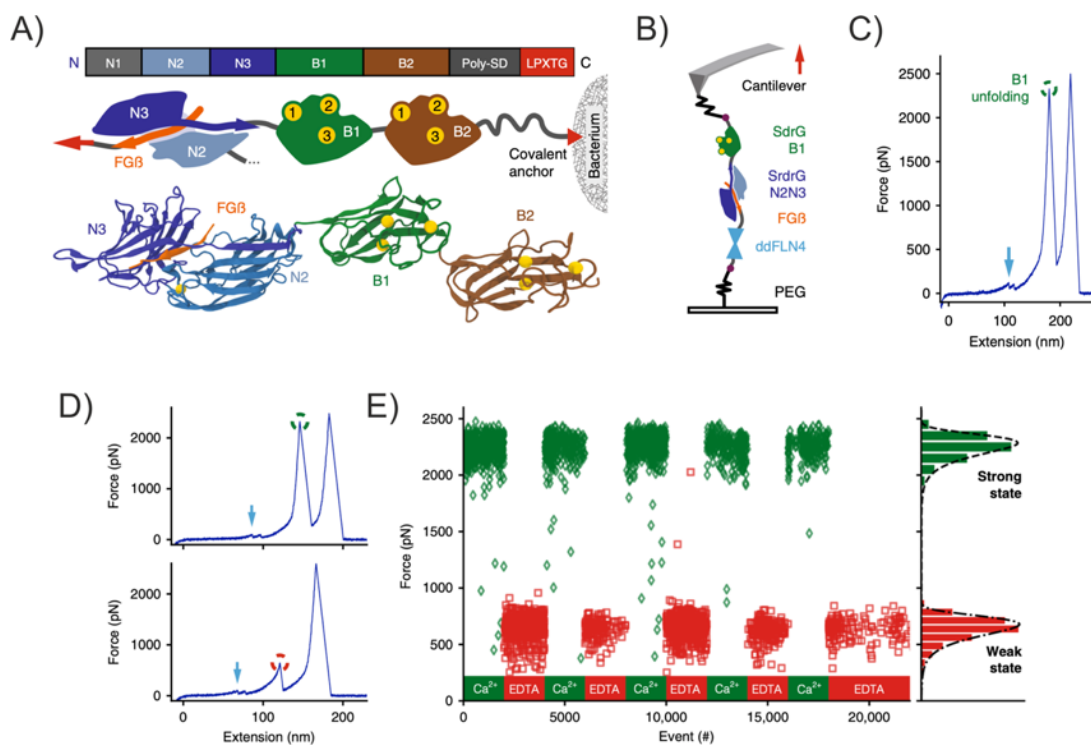 A)
N N1 N2 N3 B1 B2 Poly-SD LPXTG C
N3
FGß
N2
...
1 2 3 B1
1 2 3 B2
Covalent
anchor
Bacterium
N3
FGß
N2
B1
B2
B)
Cantilever
SdrG
B1
SrdrG
N2N3
FGß
ddFLN4
PEG
C)
B1
unfolding
Force (pN)
2500
2000
1500
1000
500
0
0 100 200
Extension (nm)
D)
Force (pN)
2000
1000
0
Force (pN)
2000
1000
0
0 100 200
Extension (nm)
E)
Force (pN)
2500
2000
1500
1000
500
0
Ca2+ EDTA Ca2+ EDTA Ca2+ EDTA Ca2+ EDTA Ca2+ EDTA
0 5000 10,000 15,000 20,000
Event (#)
Strong
state
Weak
state